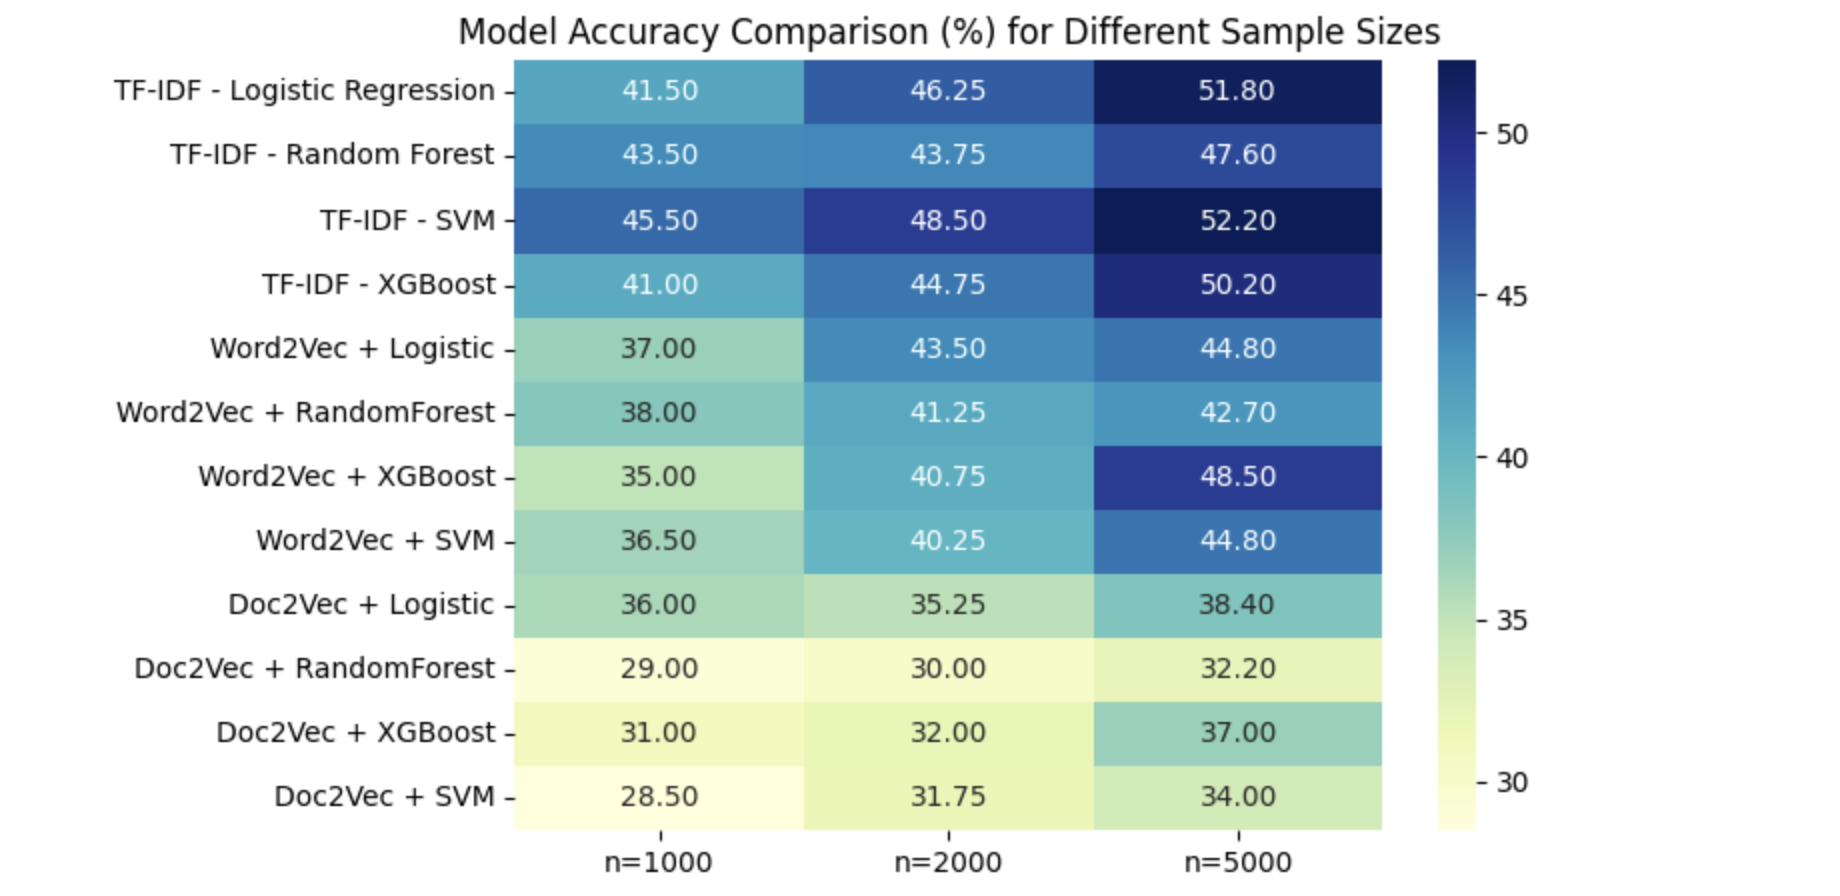 Model Accuracy Comparison (%) for Different Sample Sizes
TF-IDF - Logistic Regression 41.50 46.25 51.80
TF-IDF - Random Forest 43.50 43.75 47.60
TF-IDF - SVM 45.50 48.50 52.20
TF-IDF - XGBoost 41.00 44.75 50.20
Word2Vec + Logistic 37.00 43.50 44.80
Word2Vec + RandomForest 38.00 41.25 42.70
Word2Vec + XGBoost 35.00 40.75 48.50
Word2Vec + SVM 36.50 40.25 44.80
Doc2Vec + Logistic 36.00 35.25 38.40
Doc2Vec + RandomForest 29.00 30.00 32.20
Doc2Vec + XGBoost 31.00 32.00 37.00
Doc2Vec + SVM 28.50 31.75 34.00
n=1000 n=2000 n=5000
50
45
40
35
30